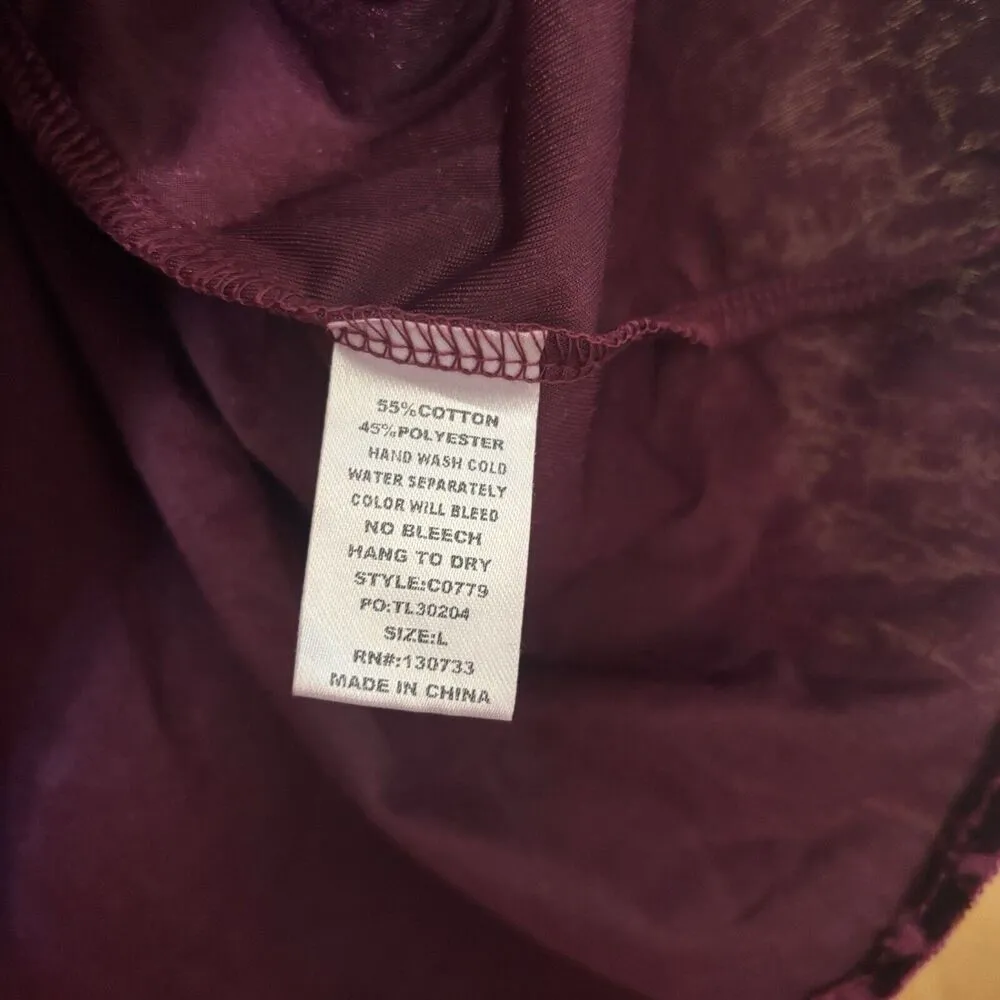 55%COTTON
45%POLYESTER
HAND WASH COLD
WATER SEPARATELY
COLOR WILL BLEED
NO BLEECH
HANG TO DRY
STYLE:C0779
PO:TL30204
SIZE:L
RN#:130733
MADE IN CHINA